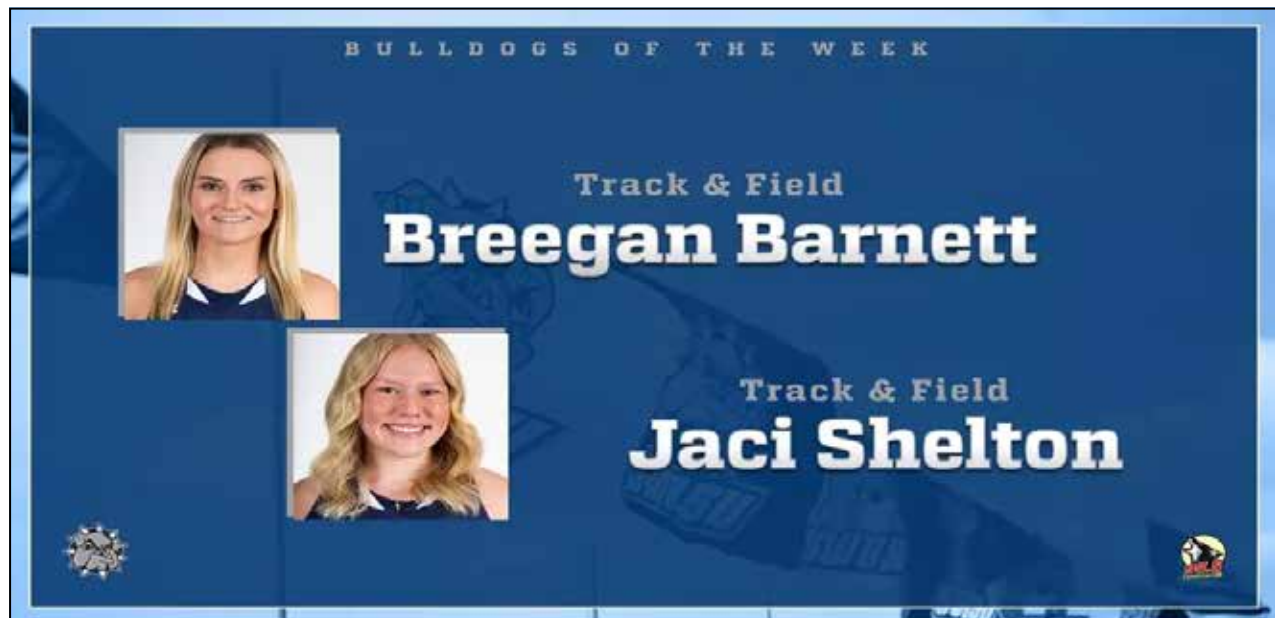 BULLDOGS OF THE WEEK
Track & Field
Breegan Barnett
Track & Field
Jaci Shelton